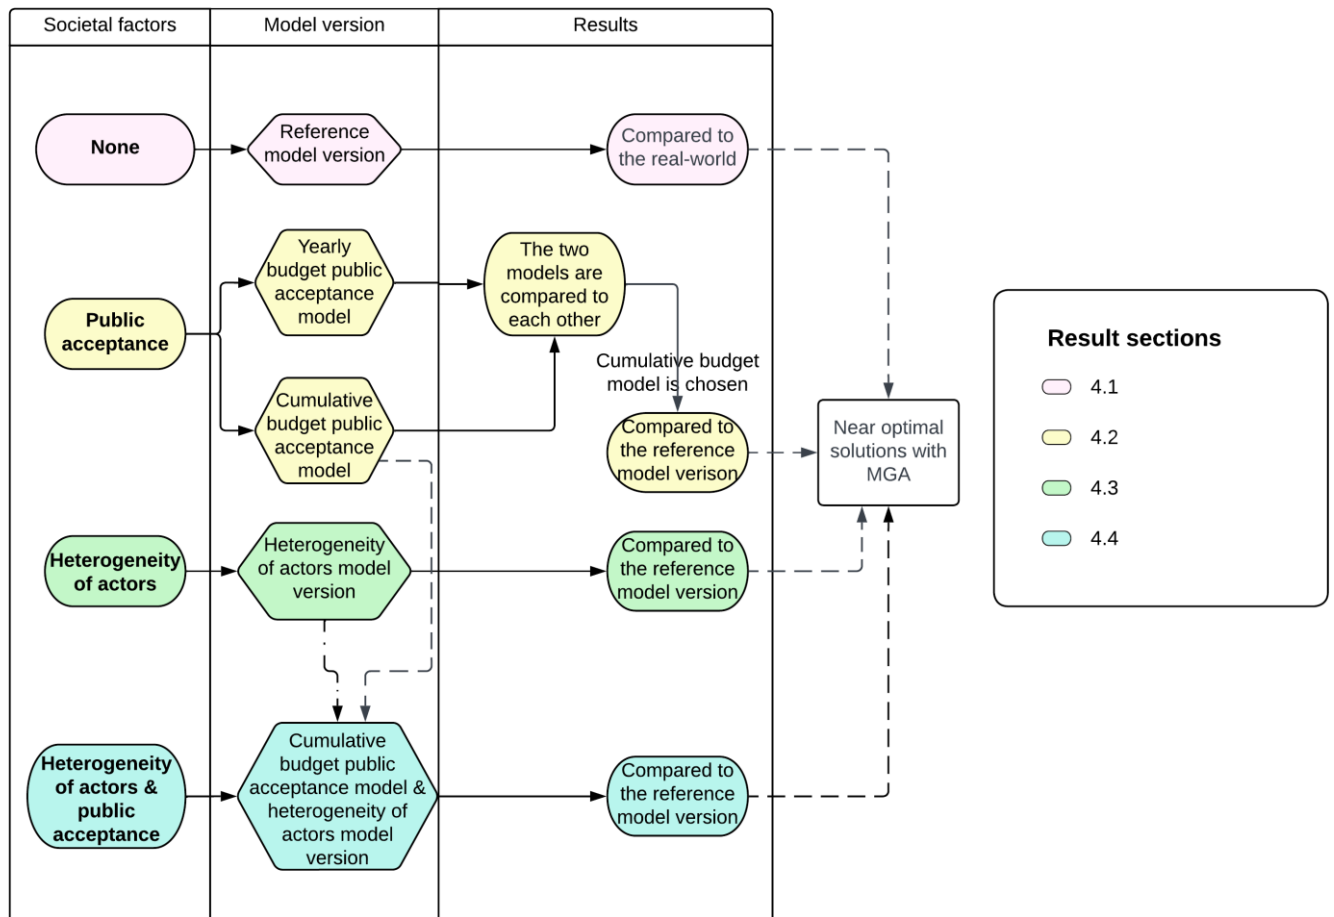 Societal factors
Model version
Results
None
Reference
model version
Compared to
the real-world
Public
acceptance
Yearly
budget public
acceptance
model
Cumulative
budget public
acceptance
model
The two
models are
compared to
each other
Cumulative budget
model is chosen
Compared to
the reference
model verison
Near optimal
solutions with
MGA
Heterogeneity
of actors
Heterogeneity
of actors model
version
Compared to
the reference
model version
Heterogeneity
of actors &
public
acceptance
Cumulative
budget public
acceptance model &
heterogeneity of
actors model
version
Compared to
the reference
model version
Result sections
4.1
4.2
4.3
4.4